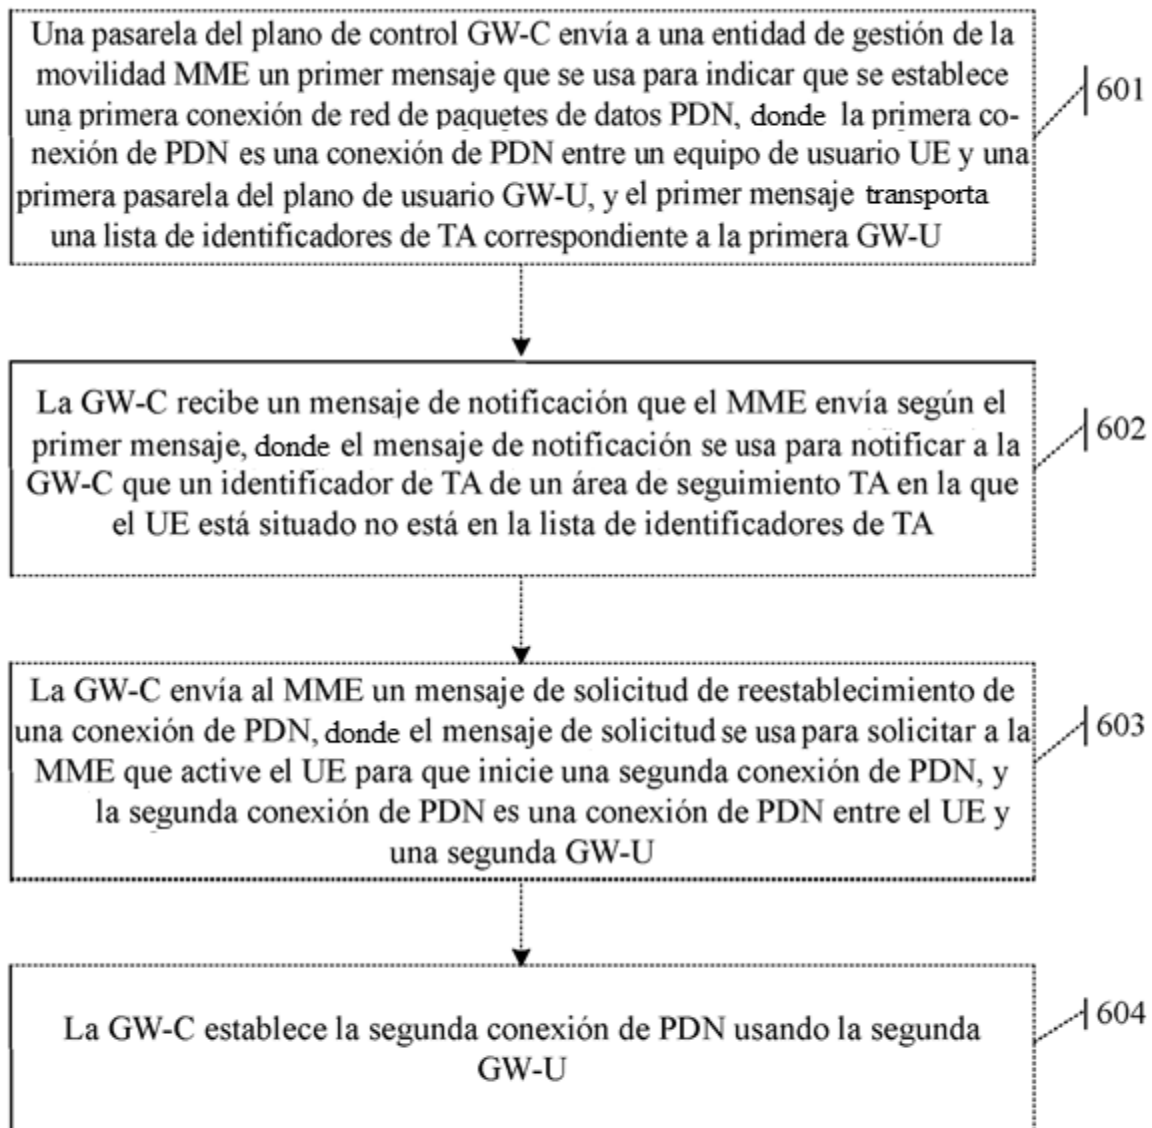 Una pasarela del plano de control GW-C envía a una entidad de gestión de la
movilidad MME un primer mensaje que se usa para indicar que se establece
una primera conexión de red de paquetes de datos PDN, donde la primera co-
nexión de PDN es una conexión de PDN entre un equipo de usuario UE y una
primera pasarela del plano de usuario GW-U, y el primer mensaje transporta
una lista de identificadores de TA correspondiente a la primera GW-U
601
La GW-C recibe un mensaje de notificación que el MME envía según el
primer mensaje, donde el mensaje de notificación se usa para notificar a la
GW-C que un identificador de TA de un área de seguimiento TA en la que
el UE está situado no está en la lista de identificadores de TA
602
La GW-C envía al MME un mensaje de solicitud de reestablecimiento de
una conexión de PDN, donde el mensaje de solicitud se usa para solicitar a la
MME que active el UE para que inicie una segunda conexión de PDN, y
la segunda conexión de PDN es una conexión de PDN entre el UE y
una segunda GW-U
603
La GW-C establece la segunda conexión de PDN usando la segunda
GW-U
604